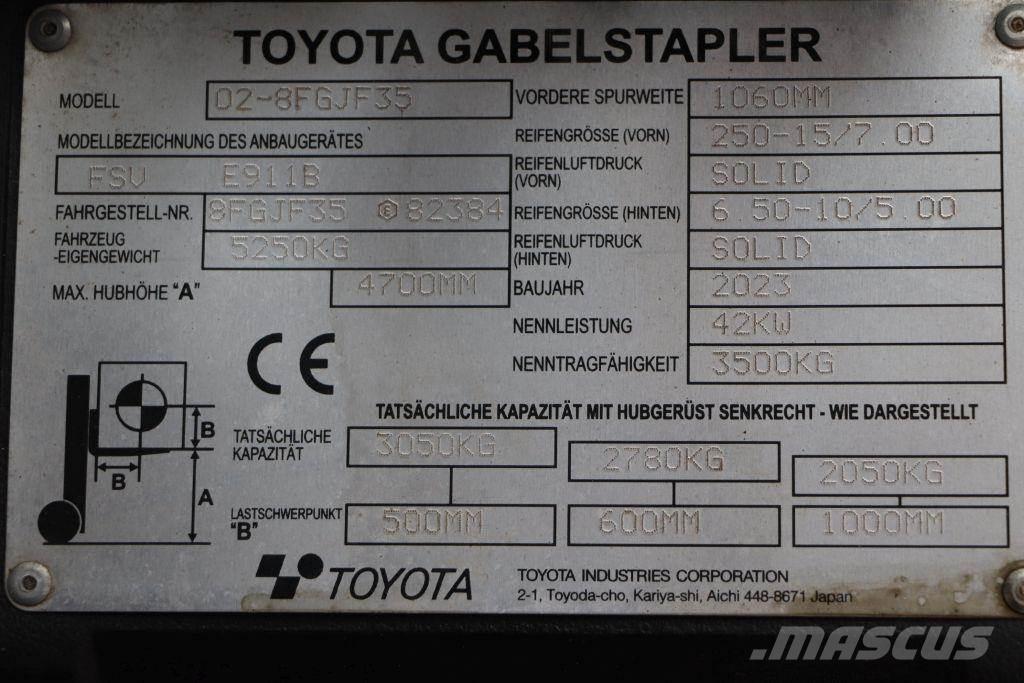 TOYOTA GABELSTAPLER
MODELL 02-8FGJF35
MODELLBEZEICHNUNG DES ANBAUGERÄTES
FSV E911B
FAHRGESTELL-NR. 8FGJF35 E 82384
FAHRZEUG
-EIGENGEWICHT 5250KG
MAX. HUBHÖHE "A" 4700MM
VORDERE SPURWEITE 1060MM
REIFENGRÖSSE (VORN) 250-15/7.00
REIFENLUFTDRUCK
(VORN) SOLID
REIFENGRÖSSE (HINTEN) 6.50-10/5.00
REIFENLUFTDRUCK
(HINTEN) SOLID
BAUJAHR 2023
NENNLEISTUNG 42KW
NENNTRAGFÄHIGKEIT 3500KG
CE
B
B
A
TATSÄCHLICHE KAPAZITÄT MIT HUBGERÜST SENKRECHT - WIE DARGESTELLT
TATSÄCHLICHE
KAPAZITÄT 3050KG 2780KG 2050KG
LASTSCHWERPUNKT
"B" 500MM 600MM 1000MM
TOYOTA
TOYOTA INDUSTRIES CORPORATION
2-1, Toyoda-cho, Kariya-shi, Aichi 448-8671 Japan
MASCUS